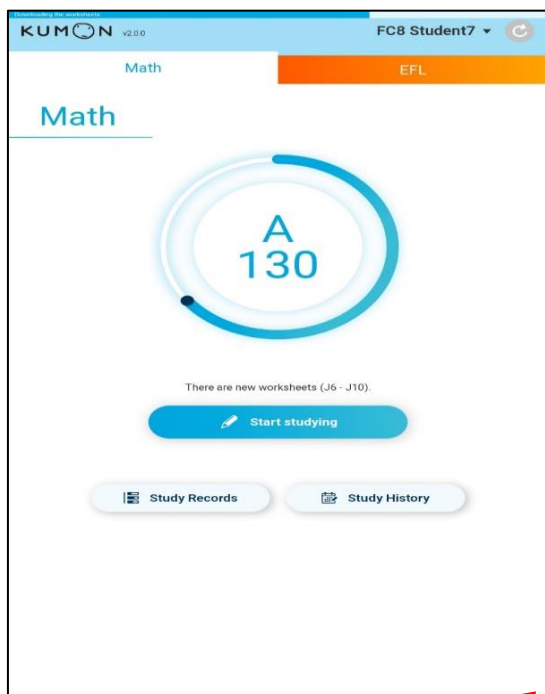 Downloading the worksheets
KUMON v2.0.0
FC8 Student7
Math
EFL
Math
A
130
There are new worksheets (J6 - J10).
Start studying
Study Records
Study History